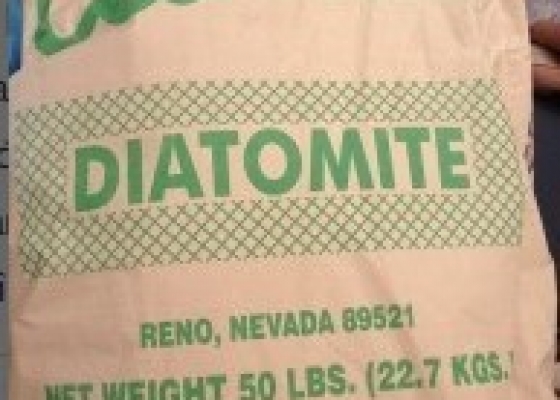 DIATOMITE
RENO, NEVADA 89521
NET WEIGHT 50 LBS. (22.7 KGS.